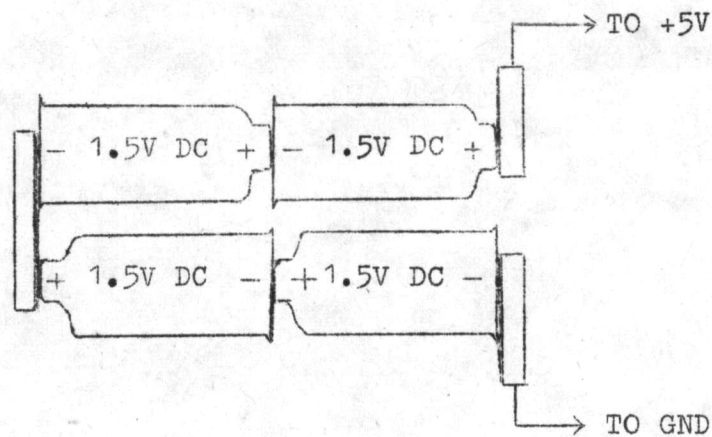 TO +5V
- 1.5V DC + - 1.5V DC +
+ 1.5V DC - + 1.5V DC -
TO GND